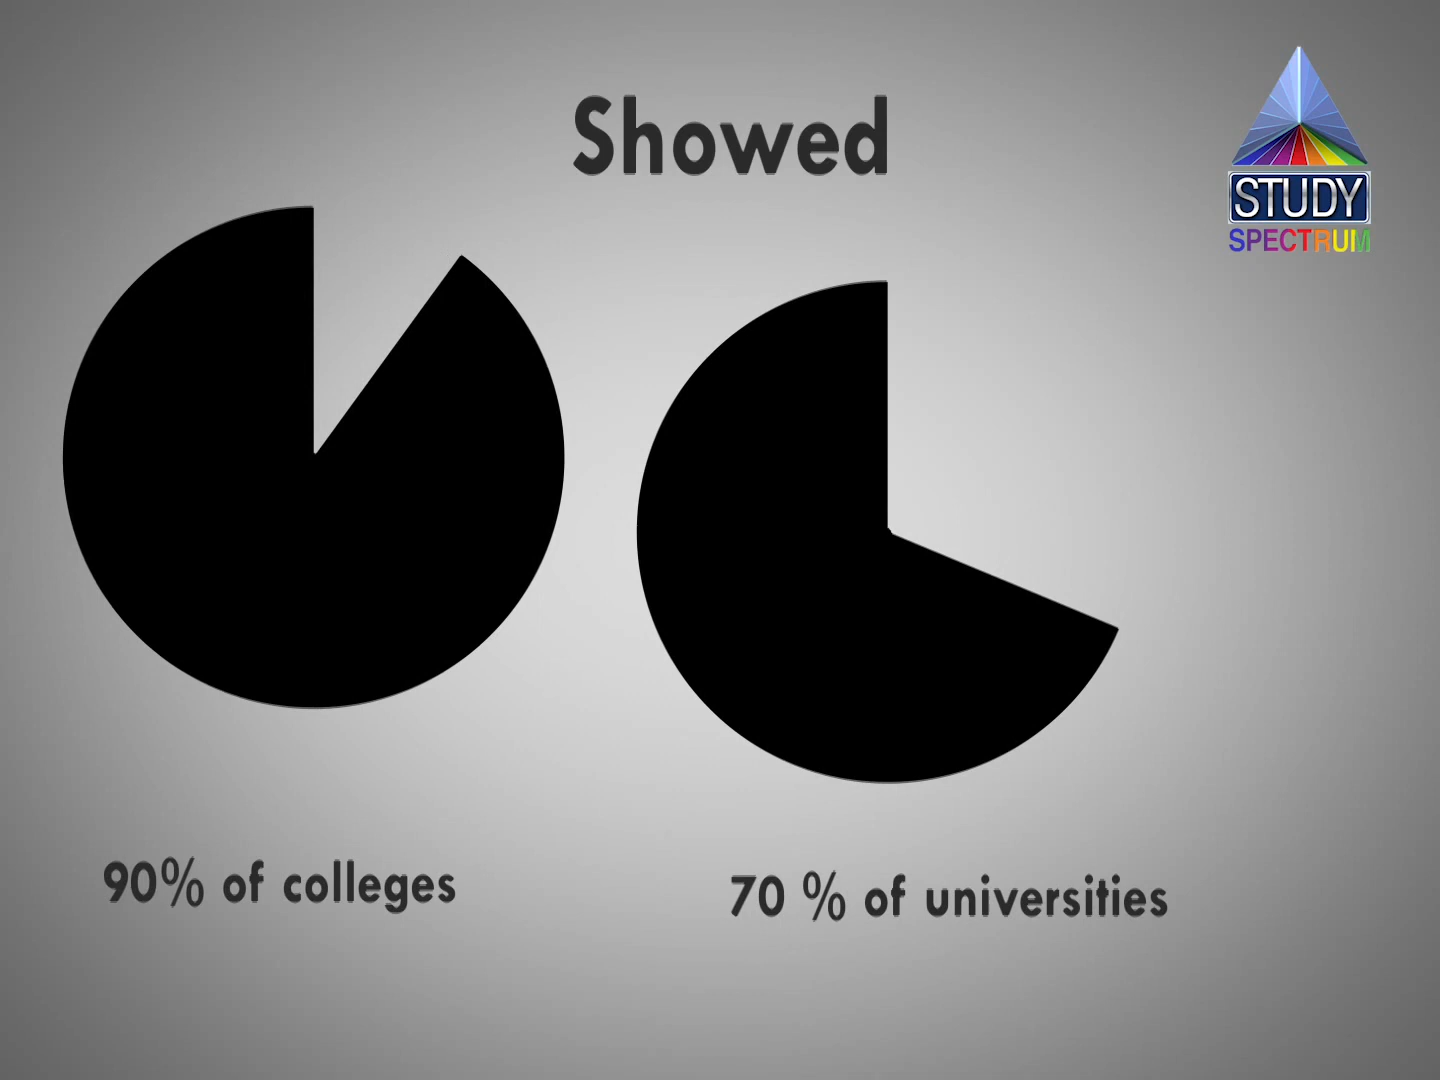 Showed
STUDY
SPECTRUM
90% of colleges
70 % of universities